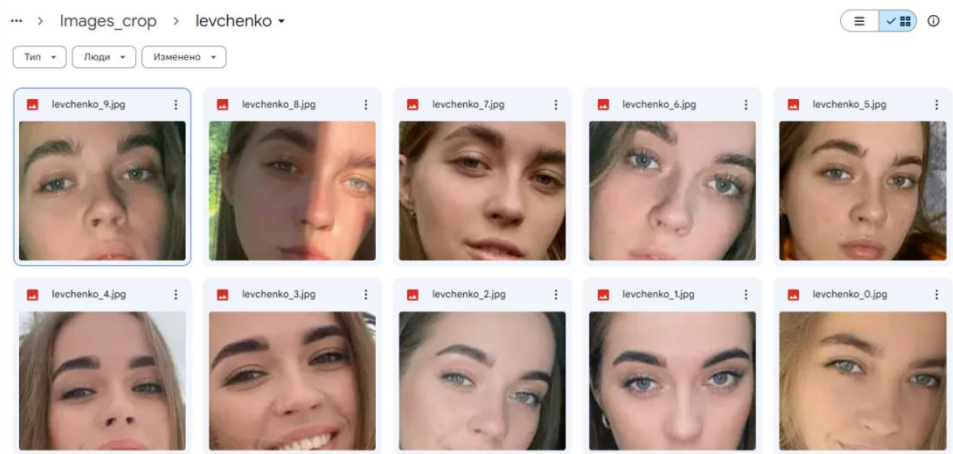 Images_crop levchenko
Тип Люди Изменено
levchenko_9.jpg levchenko_8.jpg levchenko_7.jpg levchenko_6.jpg levchenko_5.jpg
levchenko_4.jpg levchenko_3.jpg levchenko_2.jpg levchenko_1.jpg levchenko_0.jpg